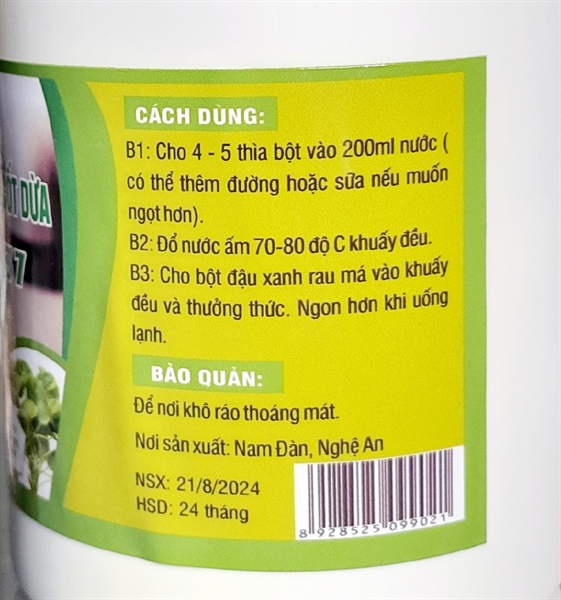 ỐT DỪA
7
CÁCH DÙNG:
B1: Cho 4 - 5 thìa bột vào 200ml nước (
có thể thêm đường hoặc sữa nếu muốn
ngọt hơn).
B2: Đổ nước ấm 70-80 độ C khuấy đều.
B3: Cho bột đậu xanh rau má vào khuấy
đều và thưởng thức. Ngon hơn khi uống
lạnh.
BẢO QUẢN:
Để nơi khô ráo thoáng mát.
Nơi sản xuất: Nam Đàn, Nghệ An
NSX: 21/8/2024
HSD: 24 tháng
8 928525 099021